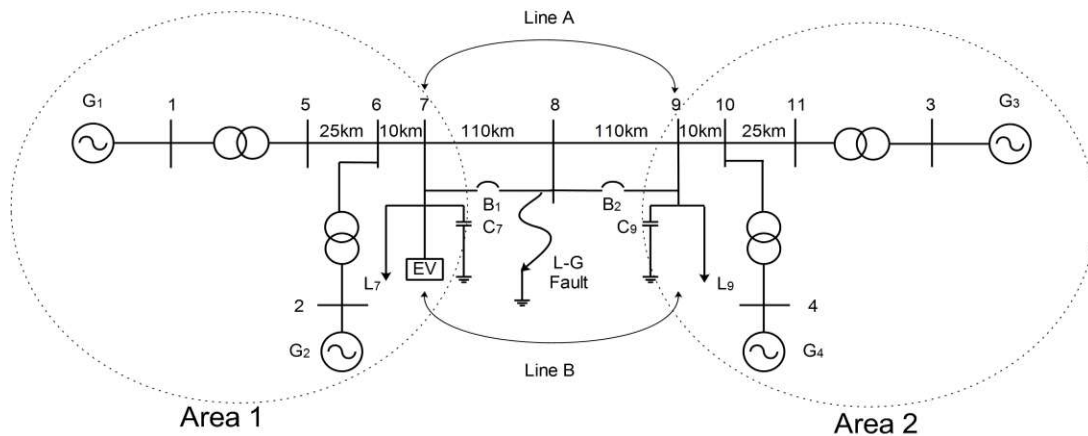 Line A
G1 1 5 6 7 8 9 10 11 3 G3
25km 10km 110km 110km 10km 25km
B1 B2
C7 C9
L7 EV L-G Fault L9
2 4
G2 G4
Line B
Area 1 Area 2